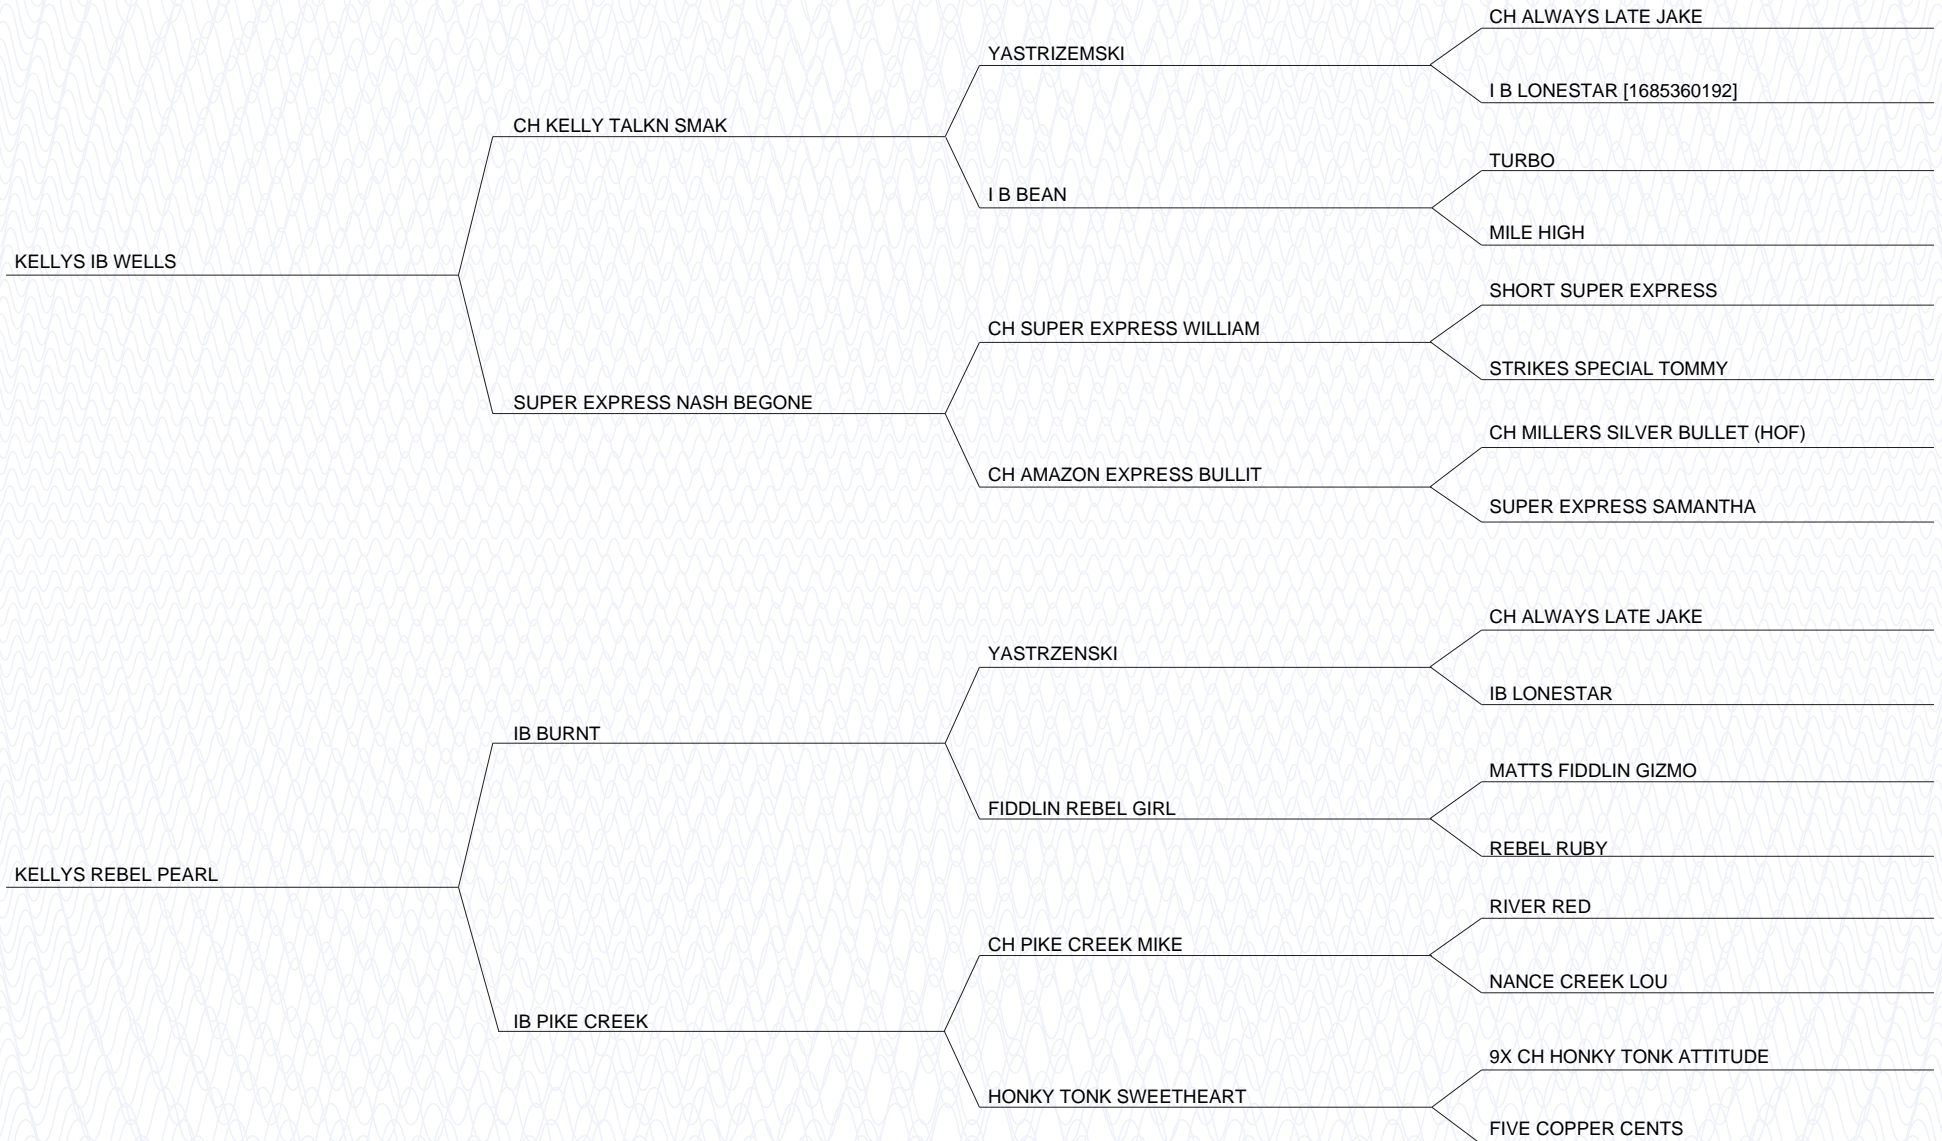 CH ALWAYS LATE JAKE
YASTRIZEMSKI
I B LONESTAR [1685360192]
CH KELLY TALKN SMAK
TURBO
I B BEAN
MILE HIGH
KELLYS IB WELLS
SHORT SUPER EXPRESS
CH SUPER EXPRESS WILLIAM
STRIKES SPECIAL TOMMY
SUPER EXPRESS NASH BEGONE
CH MILLERS SILVER BULLET (HOF)
CH AMAZON EXPRESS BULLIT
SUPER EXPRESS SAMANTHA
CH ALWAYS LATE JAKE
YASTRZENSKI
IB LONESTAR
IB BURNT
MATTS FIDDLIN GIZMO
FIDDLIN REBEL GIRL
REBEL RUBY
KELLYS REBEL PEARL
RIVER RED
CH PIKE CREEK MIKE
NANCE CREEK LOU
IB PIKE CREEK
9X CH HONKY TONK ATTITUDE
HONKY TONK SWEETHEART
FIVE COPPER CENTS